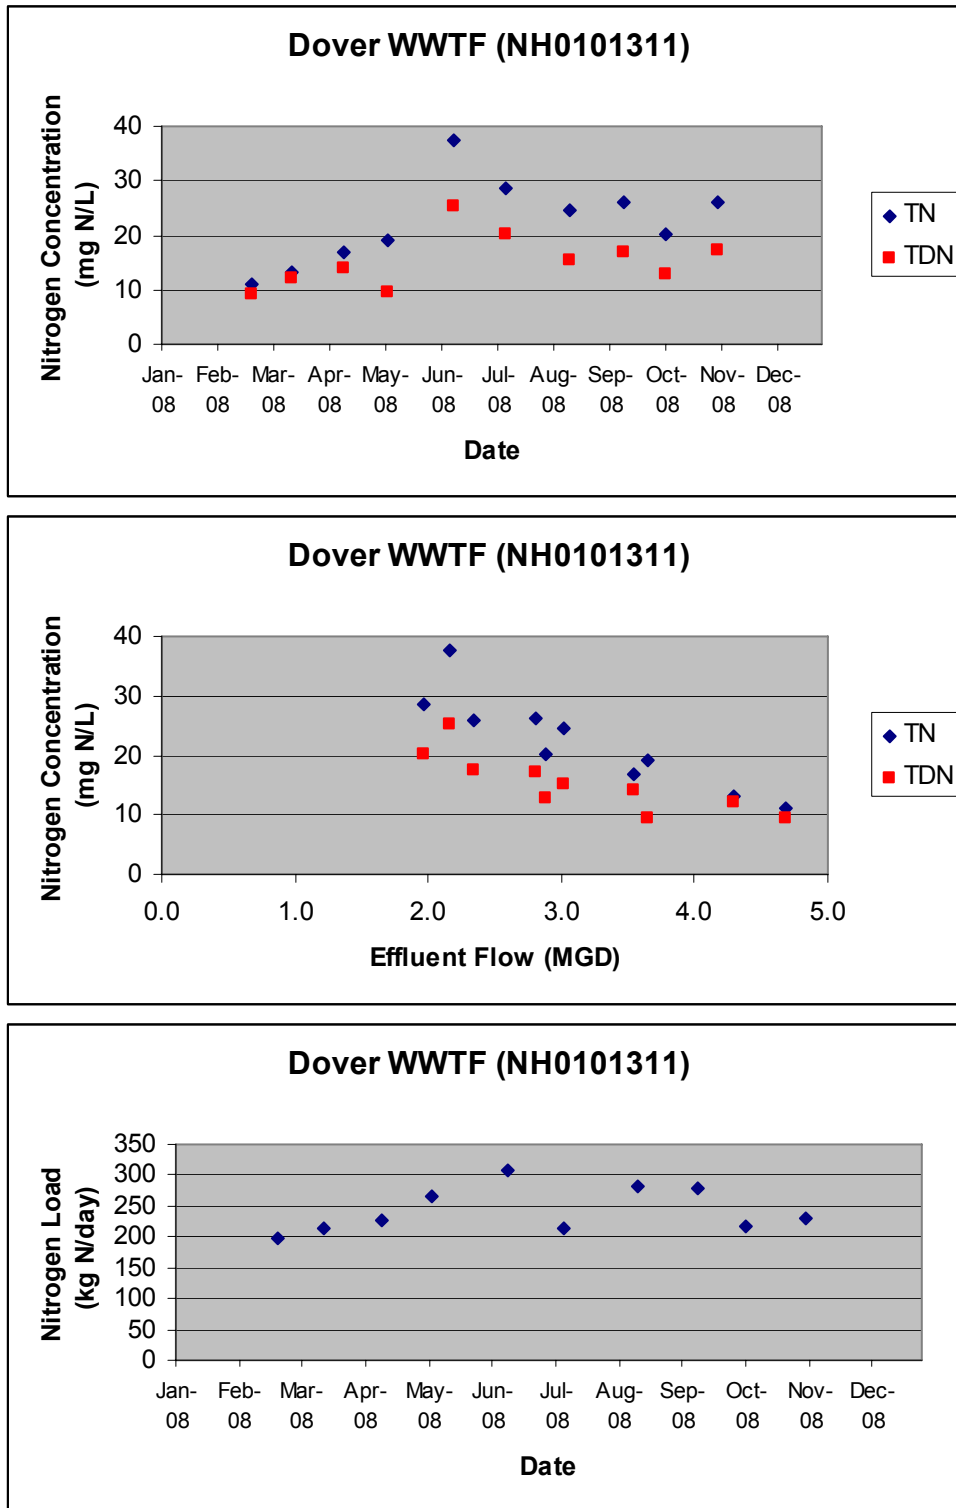 Dover WWTF (NH0101311)
Nitrogen Concentration
(mg N/L)
40
30
20
10
0
Jan-
08
Feb-
08
Mar-
08
Apr-
08
May-
08
Jun-
08
Jul-
08
Aug-
08
Sep-
08
Oct-
08
Nov-
08
Dec-
08
Date
TN
TDN
Dover WWTF (NH0101311)
Nitrogen Concentration
(mg N/L)
40
30
20
10
0
0.0 1.0 2.0 3.0 4.0 5.0
Effluent Flow (MGD)
TN
TDN
Dover WWTF (NH0101311)
Nitrogen Load
(kg N/day)
350
300
250
200
150
100
50
0
Jan-
08
Feb-
08
Mar-
08
Apr-
08
May-
08
Jun-
08
Jul-
08
Aug-
08
Sep-
08
Oct-
08
Nov-
08
Dec-
08
Date